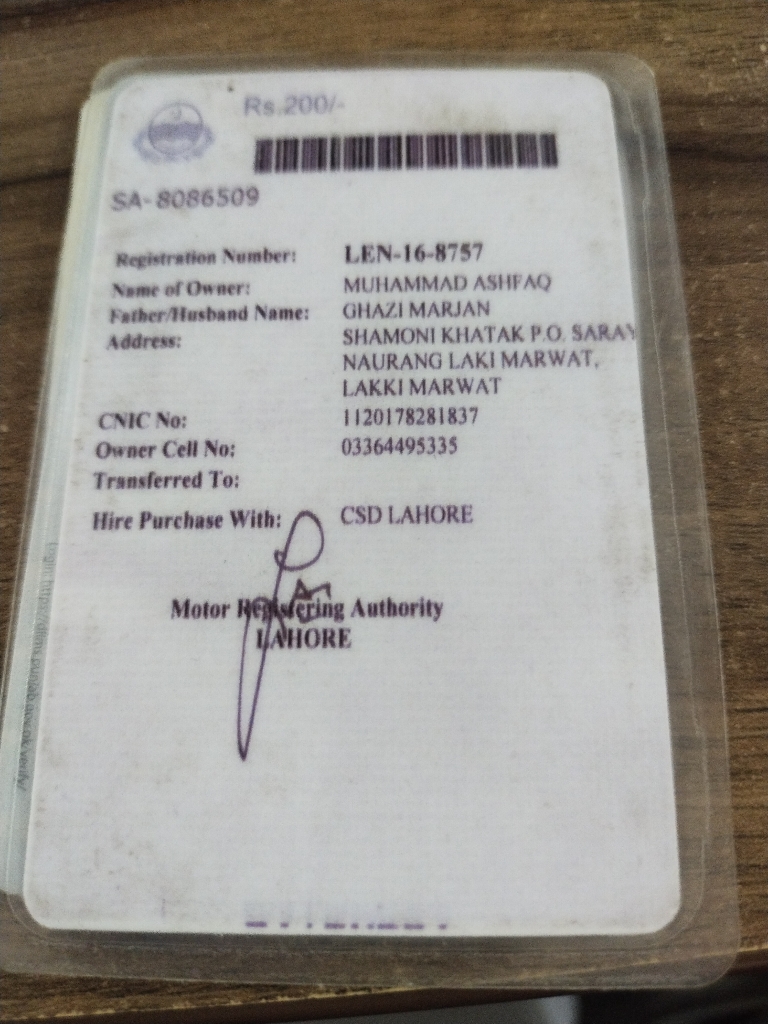 Rs.200/-
SA-8086509
Registration Number: LEN-16-8757
Name of Owner: MUHAMMAD ASHFAQ
Father/Husband Name: GHAZI MARJAN
Address: SHAMONI KHATAK P.O. SARAY
NAURANG LAKI MARWAT,
LAKKI MARWAT
CNIC No: 1120178281837
Owner Cell No: 03364495335
Transferred To:
Hire Purchase With: CSD LAHORE
Motor Registering Authority
LAHORE